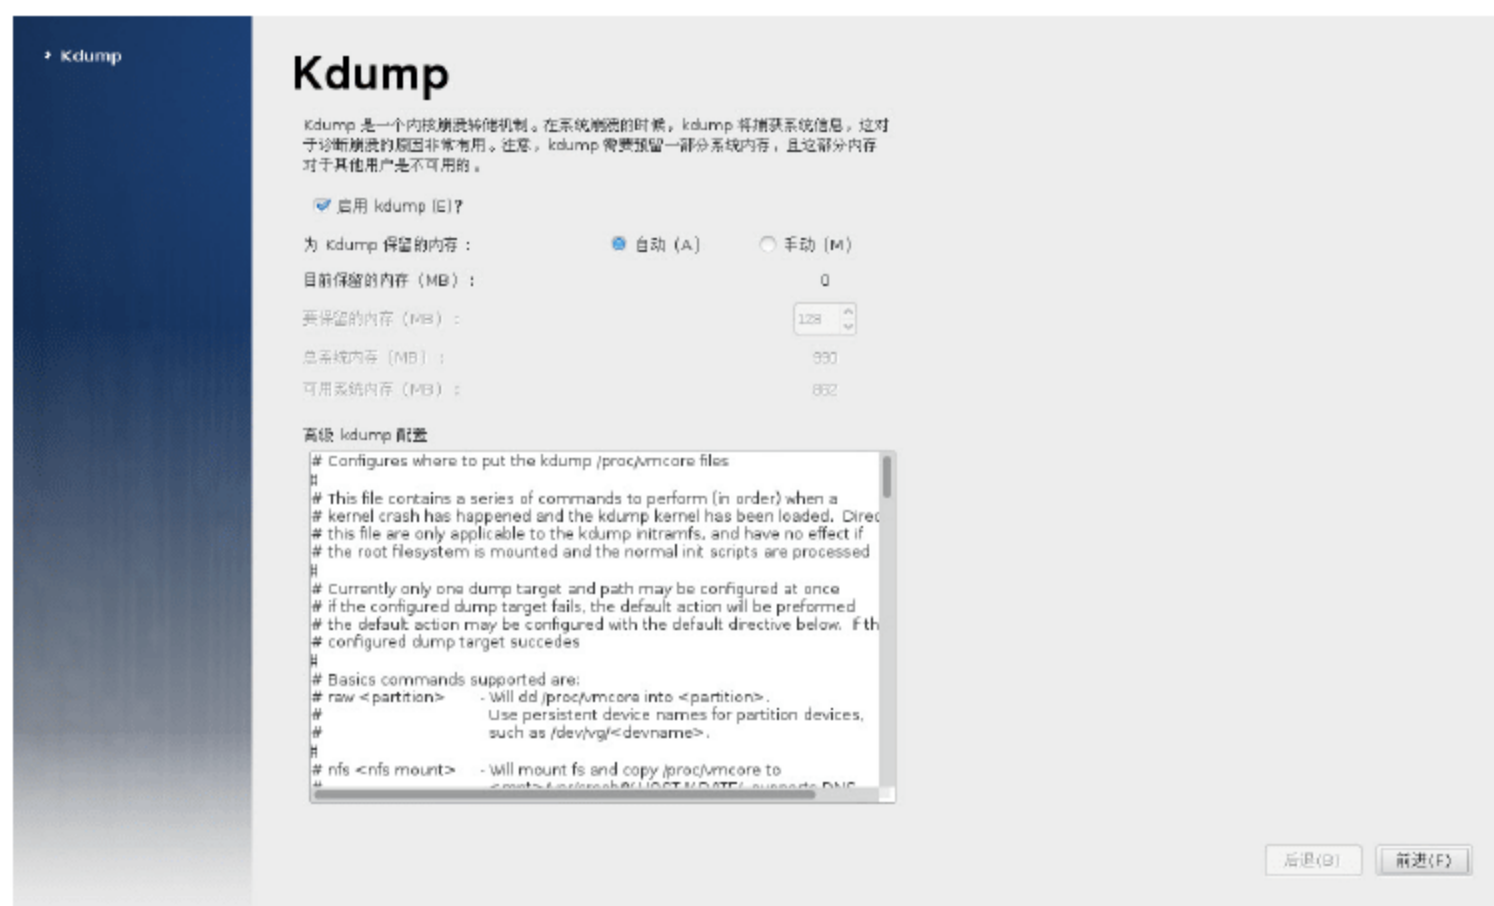 Kdump
Kdump
Kdump 是一个内核崩溃转储机制。在系统崩溃的时候，kdump 将捕获系统信息，这对
于诊断崩溃的原因非常有用。注意，kdump 需要预留一部分系统内存，且这部分内存
对于其他用户是不可用的。
启用 kdump (E)?
为 Kdump 保留的内存：
自动 (A)
手动 (M)
目前保留的内存 (MB)：
0
要保留的内存 (MB)：
128
总系统内存 (MB)：
990
可用系统内存 (MB)：
862
高级 kdump 配置
# Configures where to put the kdump /proc/vmcore files
#
# This file contains a series of commands to perform (in order) when a
# kernel crash has happened and the kdump kernel has been loaded.  Direc
# this file are only applicable to the kdump initramfs, and have no effect if
# the root filesystem is mounted and the normal init scripts are processed
#
# Currently only one dump target and path may be configured at once
# if the configured dump target fails, the default action will be preformed
# the default action may be configured with the default directive below.  If th
# configured dump target succedes
#
# Basics commands supported are:
# raw <partition>     - Will dd /proc/vmcore into <partition>.
#                       Use persistent device names for partition devices,
#                       such as /dev/vg/<devname>.
#
# nfs <nfs mount>     - Will mount fs and copy /proc/vmcore to
# <mnt>/var/crash/%HOST-%DATE/, supports DNS.
后退(B)
前进(F)